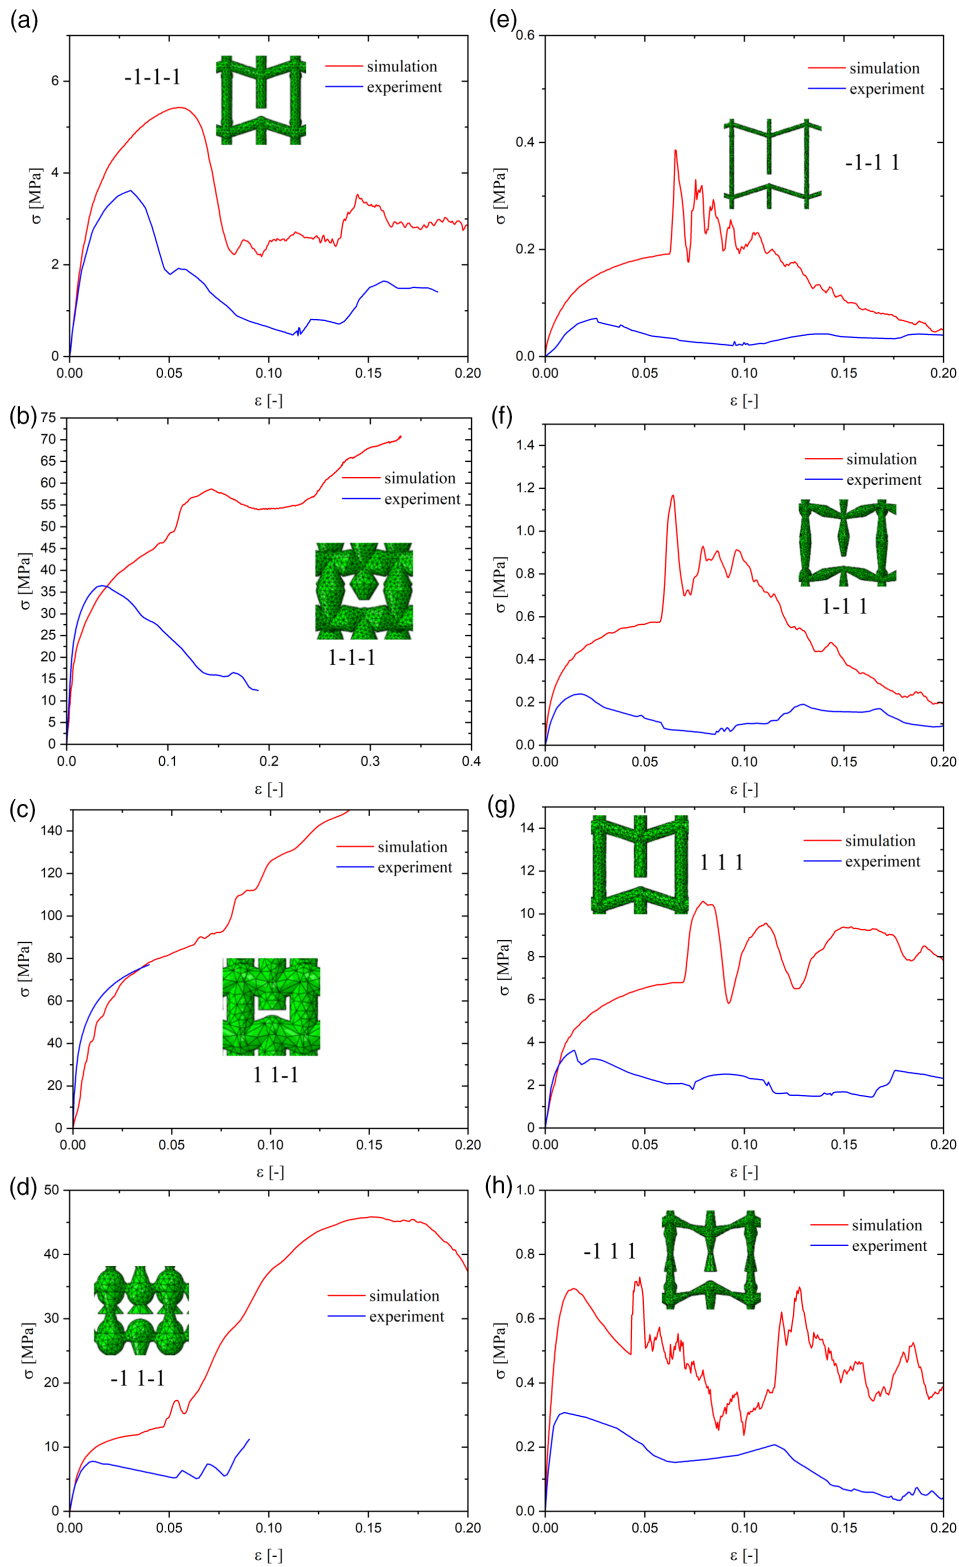 (a)
6
4
2
0
0.00 0.05 0.10 0.15 0.20
σ [MPa]
ε [-]
-1-1-1
simulation
experiment
(b)
75
70
65
60
55
50
45
40
35
30
25
20
15
10
5
0
0.0 0.1 0.2 0.3 0.4
σ [MPa]
ε [-]
simulation
experiment
1-1-1
(c)
140
120
100
80
60
40
20
0
0.00 0.05 0.10 0.15 0.20
σ [MPa]
ε [-]
simulation
experiment
1 1-1
(d)
50
40
30
20
10
0
0.00 0.05 0.10 0.15 0.20
σ [MPa]
ε [-]
simulation
experiment
-1 1-1
(e)
0.6
0.4
0.2
0.0
0.00 0.05 0.10 0.15 0.20
σ [MPa]
ε [-]
simulation
experiment
-1-1 1
(f)
1.4
1.2
1.0
0.8
0.6
0.4
0.2
0.0
0.00 0.05 0.10 0.15 0.20
σ [MPa]
ε [-]
simulation
experiment
1-1 1
(g)
14
12
10
8
6
4
2
0
0.00 0.05 0.10 0.15 0.20
σ [MPa]
ε [-]
1 1 1
simulation
experiment
(h)
1.0
0.8
0.6
0.4
0.2
0.0
0.00 0.05 0.10 0.15 0.20
σ [MPa]
ε [-]
-1 1 1
simulation
experiment